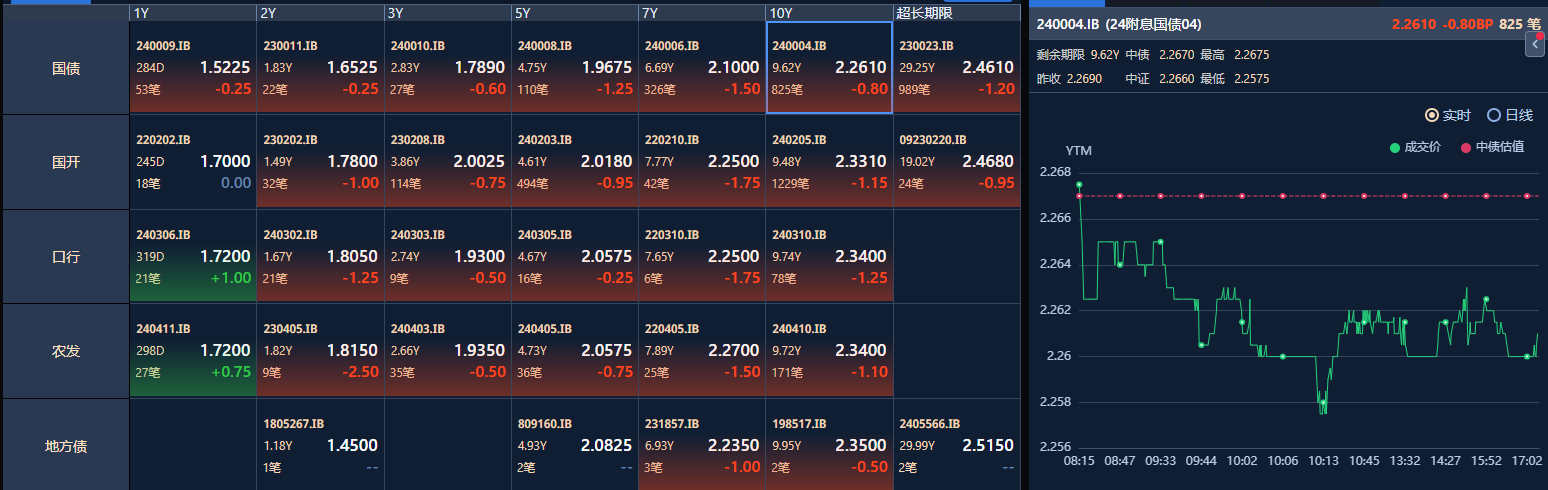 1Y 2Y 3Y 5Y 7Y 10Y 超长期限
国债
240009.IB 230011.IB 240010.IB 240008.IB 240006.IB 240004.IB 230023.IB
284D 1.5225 1.83Y 1.6525 2.83Y 1.7890 4.75Y 1.9675 6.69Y 2.1000 9.62Y 2.2610 29.25Y 2.4610
53笔 -0.25 22笔 -0.25 27笔 -0.60 110笔 -1.25 326笔 -1.50 825笔 -0.80 989笔 -1.20
国开
220202.IB 230202.IB 230208.IB 240203.IB 220210.IB 240205.IB 09230220.IB
245D 1.7000 1.49Y 1.7800 3.86Y 2.0025 4.61Y 2.0180 7.77Y 2.2500 9.48Y 2.3310 19.02Y 2.4680
18笔 0.00 32笔 -1.00 114笔 -0.75 494笔 -0.95 42笔 -1.75 1229笔 -1.15 24笔 -0.95
口行
240306.IB 240302.IB 240303.IB 240305.IB 220310.IB 240310.IB
319D 1.7200 1.67Y 1.8050 2.74Y 1.9300 4.67Y 2.0575 7.65Y 2.2500 9.74Y 2.3400
21笔 +1.00 21笔 -1.25 9笔 -0.50 16笔 -0.25 6笔 -1.75 78笔 -1.25
农发
240411.IB 230405.IB 240403.IB 240405.IB 220405.IB 240410.IB
298D 1.7200 1.82Y 1.8150 2.66Y 1.9350 4.73Y 2.0575 7.89Y 2.2700 9.72Y 2.3400
27笔 +0.75 9笔 -2.50 35笔 -0.50 36笔 -0.75 25笔 -1.50 171笔 -1.10
地方债
1805267.IB 809160.IB 231857.IB 198517.IB 2405566.IB
1.18Y 1.4500 4.93Y 2.0825 6.93Y 2.2350 9.95Y 2.3500 29.99Y 2.5150
1笔 -- 2笔 -- 3笔 -1.00 2笔 -0.50 2笔 --
240004.IB (24附息国债04) 2.2610 -0.80BP 825 笔
剩余期限 9.62Y 中债 2.2670 最高 2.2675
昨收 2.2690 中证 2.2660 最低 2.2575
实时 日线
成交价 中债估值
YTM
2.268
2.266
2.264
2.262
2.26
2.258
2.256
08:15 08:47 09:33 09:44 10:02 10:06 10:13 10:45 13:32 14:27 15:52 17:02